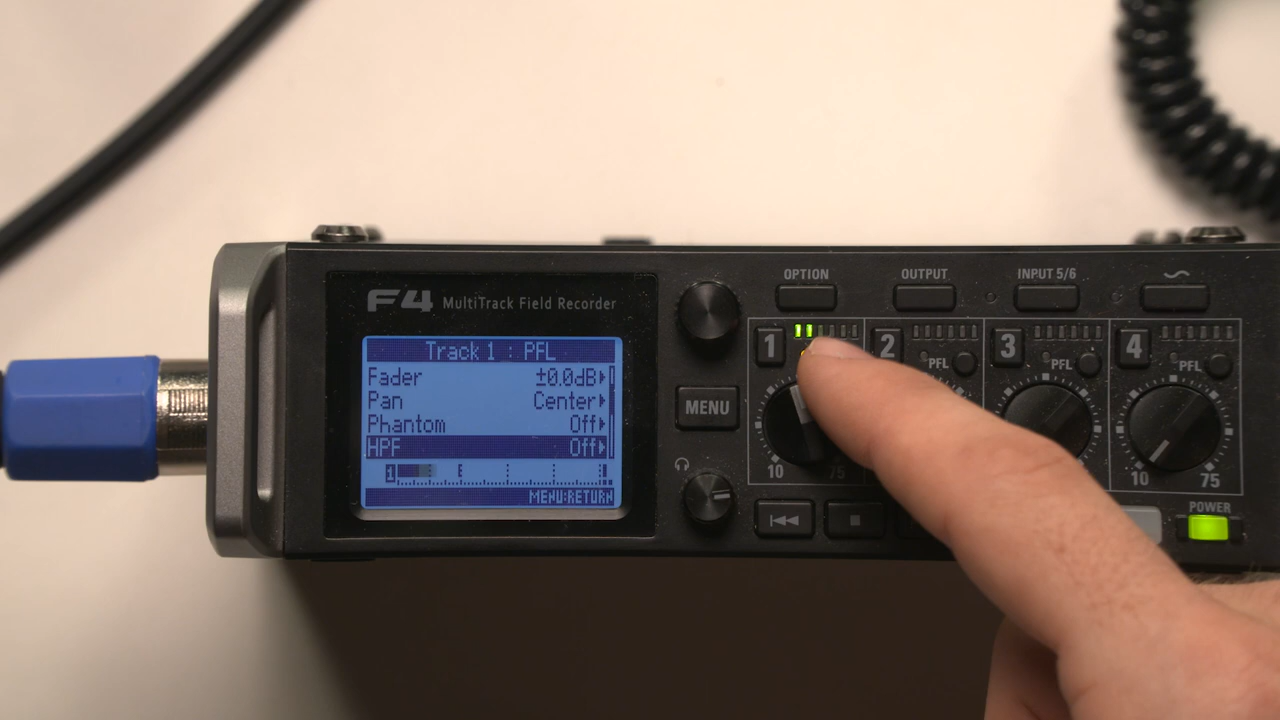 OPTION
OUTPUT
INPUT 5/6
F4 MultiTrack Field Recorder
1
2
3
4
PFL
PFL
PFL
Track 1 : PFL
Fader ±0.0dB
Pan Center
Phantom Off
HPF Off
1
MENU:RETURN
MENU
10
75
10
75
POWER